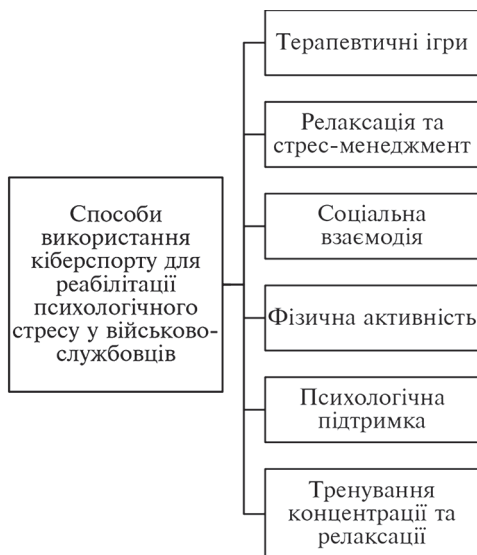 Способи
використання
кіберспорту для
реабілітації
психологічного
стресу у військово-
службовців
Терапевтичні ігри
Релаксація та
стрес-менеджмент
Соціальна
взаємодія
Фізична активність
Психологічна
підтримка
Тренування
концентрації та
релаксації